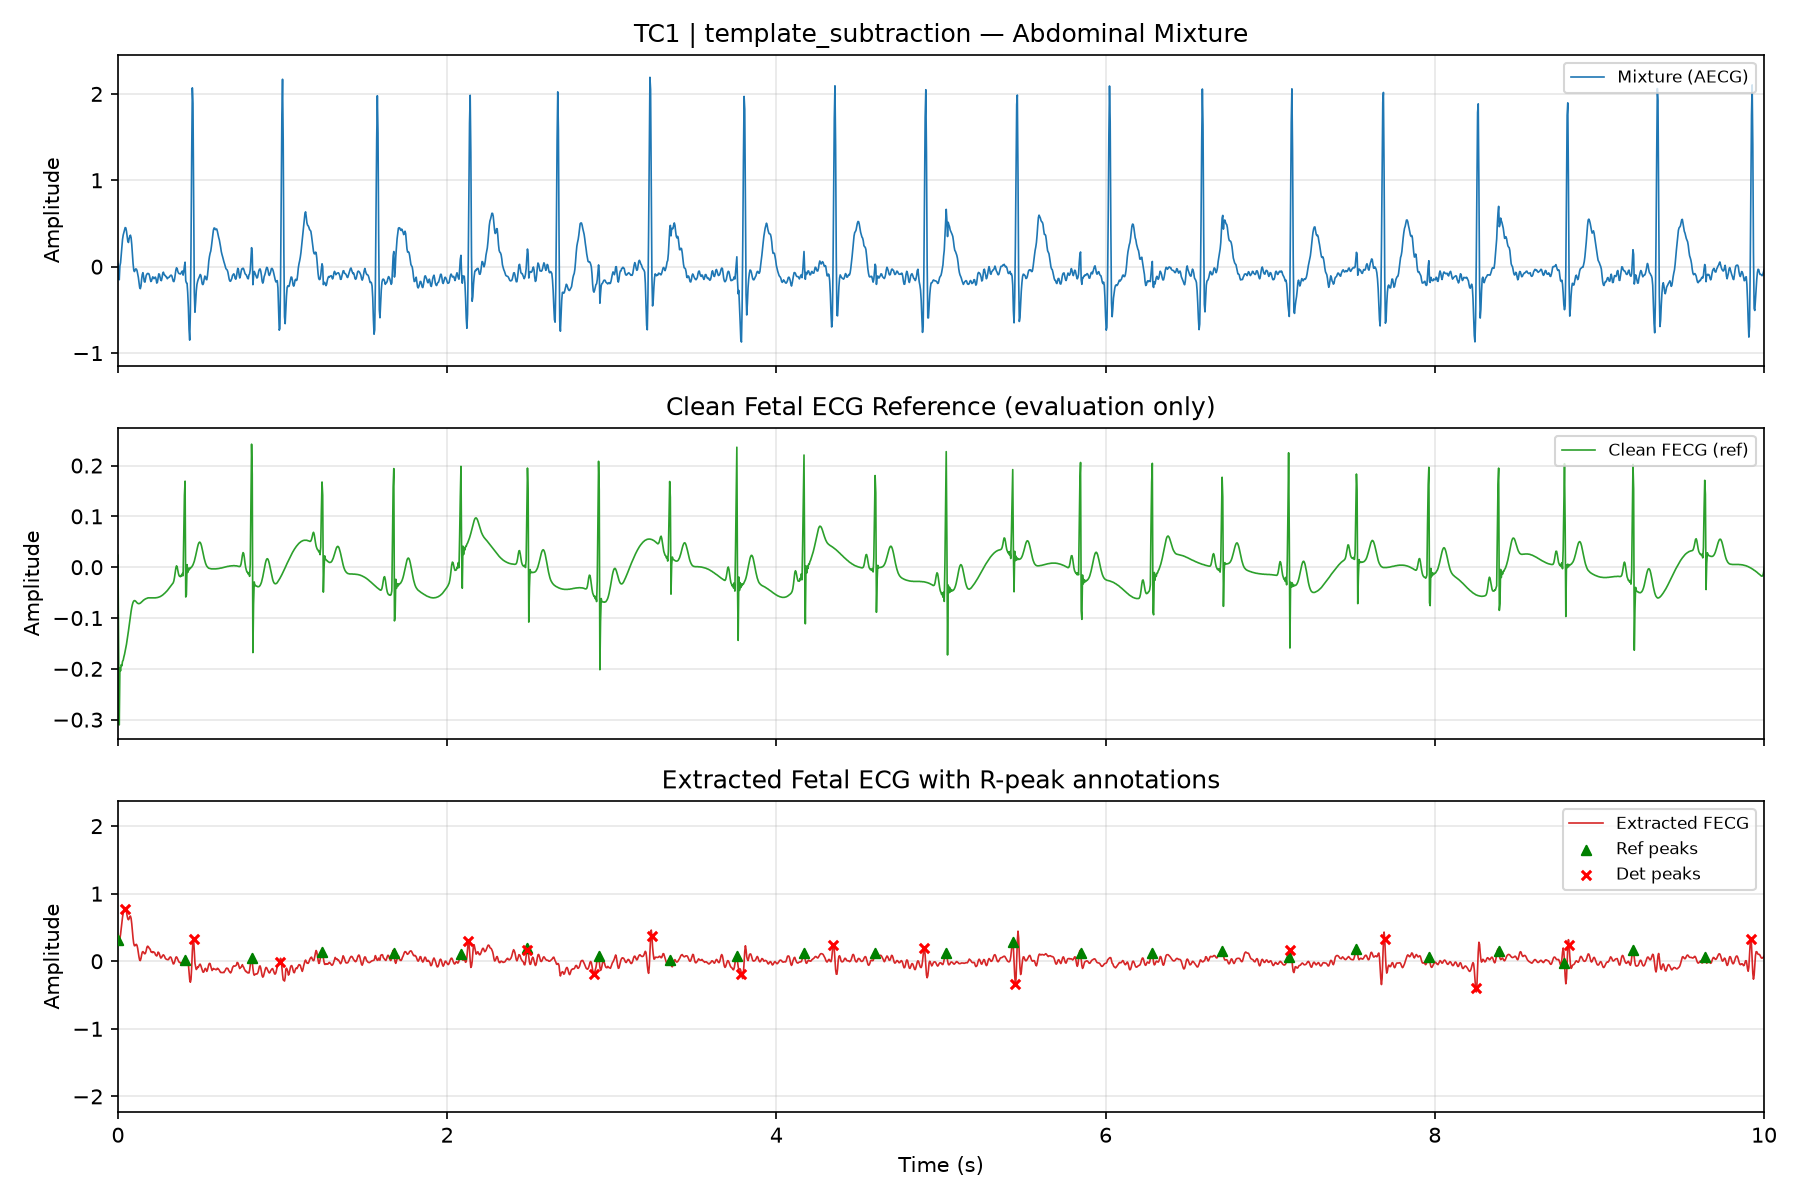 TC1 | template_subtraction — Abdominal Mixture
Amplitude
2
1
0
−1
Mixture (AECG)
Clean Fetal ECG Reference (evaluation only)
Amplitude
0.2
0.1
0.0
−0.1
−0.2
−0.3
Clean FECG (ref)
Extracted Fetal ECG with R-peak annotations
Amplitude
2
1
0
−1
−2
Extracted FECG
Ref peaks
Det peaks
0 2 4 6 8 10
Time (s)